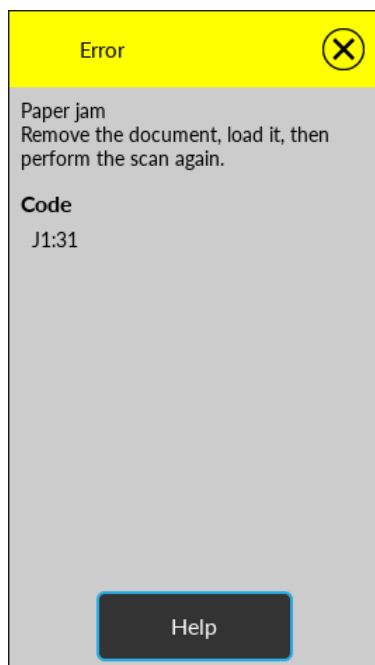 Error
Paper jam
Remove the document, load it, then
perform the scan again.
Code
J1:31
Help